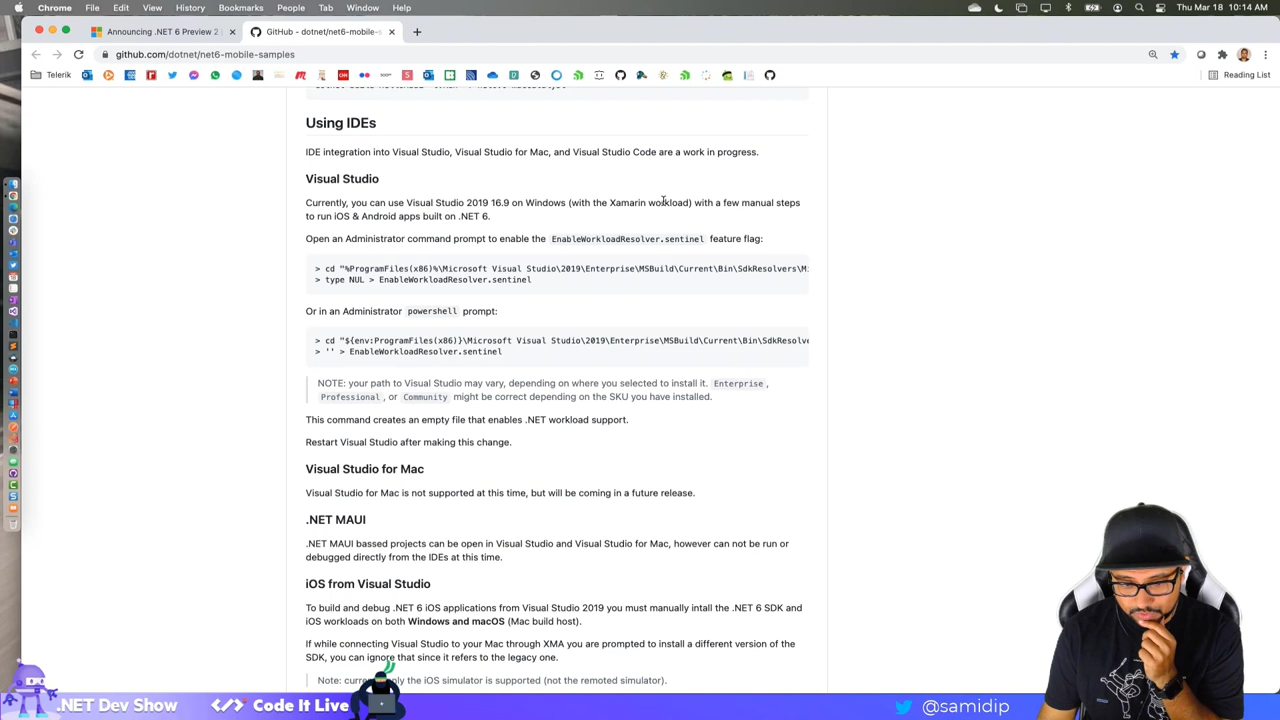 Chrome File Edit View History Bookmarks People Tab Window Help
Thu Mar 18 10:14 AM
Announcing .NET 6 Preview 2
GitHub - dotnet/net6-mobile-s
github.com/dotnet/net6-mobile-samples
Telerik
Reading List
Using IDEs
IDE integration into Visual Studio, Visual Studio for Mac, and Visual Studio Code are a work in progress.
Visual Studio
Currently, you can use Visual Studio 2019 16.9 on Windows (with the Xamarin workload) with a few manual steps
to run iOS & Android apps built on .NET 6.
Open an Administrator command prompt to enable the EnableWorkloadResolver.sentinel feature flag:
> cd "%ProgramFiles(x86)%\Microsoft Visual Studio\2019\Enterprise\MSBuild\Current\Bin\SdkResolvers\Mi
> type NUL > EnableWorkloadResolver.sentinel
Or in an Administrator powershell prompt:
> cd "${env:ProgramFiles(x86)}\Microsoft Visual Studio\2019\Enterprise\MSBuild\Current\Bin\SdkResolve
> '' > EnableWorkloadResolver.sentinel
NOTE: your path to Visual Studio may vary, depending on where you selected to install it. Enterprise,
Professional, or Community might be correct depending on the SKU you have installed.
This command creates an empty file that enables .NET workload support.
Restart Visual Studio after making this change.
Visual Studio for Mac
Visual Studio for Mac is not supported at this time, but will be coming in a future release.
.NET MAUI
.NET MAUI bassed projects can be open in Visual Studio and Visual Studio for Mac, however can not be run or
debugged directly from the IDEs at this time.
iOS from Visual Studio
To build and debug .NET 6 iOS applications from Visual Studio 2019 you must manually intall the .NET 6 SDK and
iOS workloads on both Windows and macOS (Mac build host).
If while connecting Visual Studio to your Mac through XMA you are prompted to install a different version of the
SDK, you can ignore that since it refers to the legacy one.
Note: curre only the iOS simulator is supported (not the remoted simulator).
.NET Dev Show
</> Code It Live
@samidip